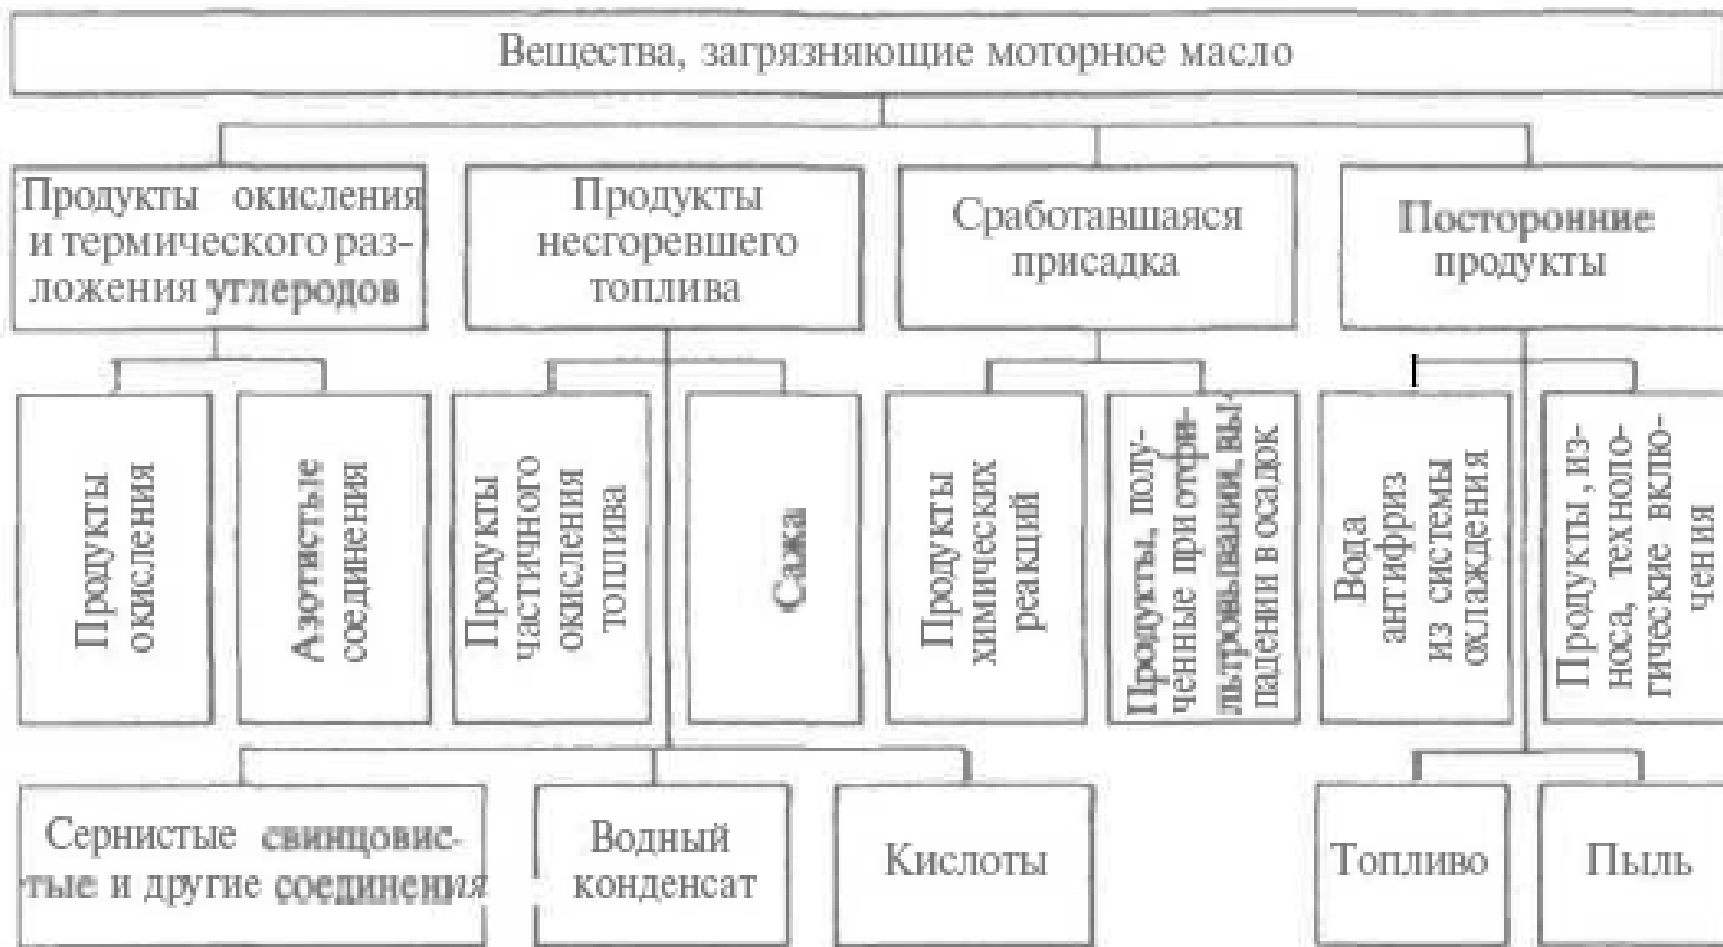 Вещества, загрязняющие моторное масло
Продукты окисления
и термического раз-
ложения углеродов
Продукты
несгоревшего
топлива
Сработавшаяся
присадка
Посторонние
продукты
Продукты
окисления
Азотистые
соединения
Продукты
частичного
окисления
топлива
Сажа
Продукты
химических
реакций
Продукты, полу-
ченные при отфи-
льтровывании, вы-
падении в осадок
Вода
антифриз
из системы
охлаждения
Продукты, из-
носа, техноло-
гические вклю-
чения
Сернистые свинцовис-
тые и другие соединения
Водный
конденсат
Кислоты
Топливо
Пыль